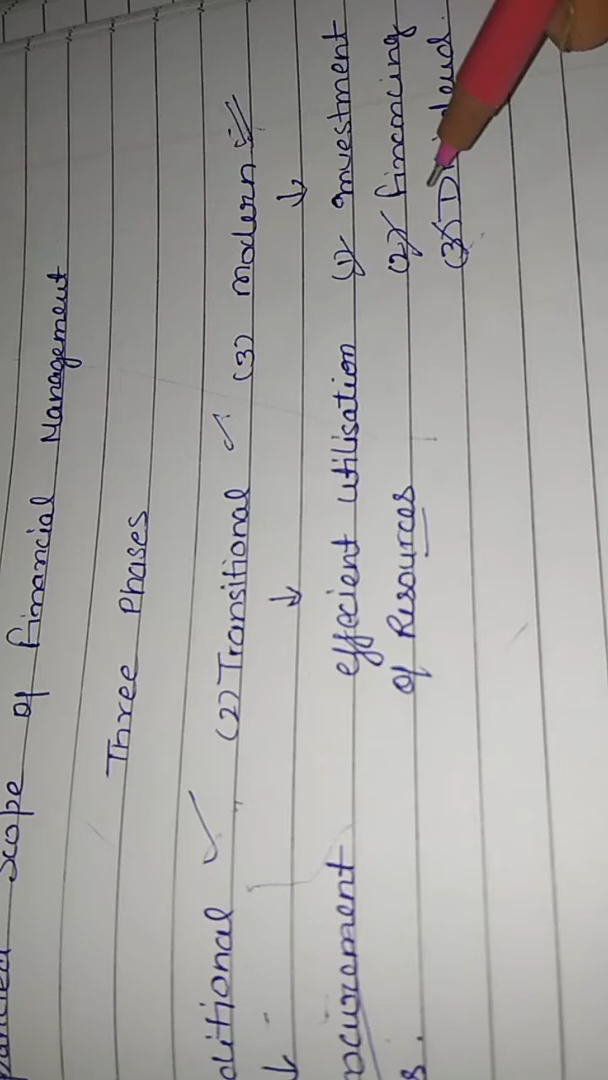 Scope of Financial Management
Three Phases
ditional (2) Transitional (3) Modern
ocurement effecient utilisation (1) Investment
s. of Resources (2) financing
(3)